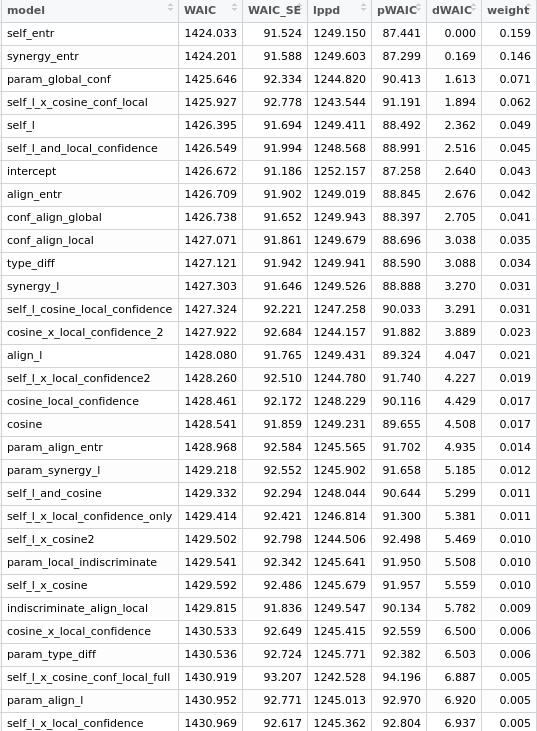 model WAIC WAIC_SE lppd pWAIC dWAIC weight
self_entr 1424.033 91.524 1249.150 87.441 0.000 0.159
synergy_entr 1424.201 91.588 1249.603 87.299 0.169 0.146
param_global_conf 1425.646 92.334 1244.820 90.413 1.613 0.071
self_l_x_cosine_conf_local 1425.927 92.778 1243.544 91.191 1.894 0.062
self_l 1426.395 91.694 1249.411 88.492 2.362 0.049
self_l_and_local_confidence 1426.549 91.994 1248.568 88.991 2.516 0.045
intercept 1426.672 91.186 1252.157 87.258 2.640 0.043
align_entr 1426.709 91.902 1249.019 88.845 2.676 0.042
conf_align_global 1426.738 91.652 1249.943 88.397 2.705 0.041
conf_align_local 1427.071 91.861 1249.679 88.696 3.038 0.035
type_diff 1427.121 91.942 1249.941 88.590 3.088 0.034
synergy_l 1427.303 91.646 1249.526 88.888 3.270 0.031
self_l_cosine_local_confidence 1427.324 92.221 1247.258 90.033 3.291 0.031
cosine_x_local_confidence_2 1427.922 92.684 1244.157 91.882 3.889 0.023
align_l 1428.080 91.765 1249.431 89.324 4.047 0.021
self_l_x_local_confidence2 1428.260 92.510 1244.780 91.740 4.227 0.019
cosine_local_confidence 1428.461 92.172 1248.229 90.116 4.429 0.017
cosine 1428.541 91.859 1249.231 89.655 4.508 0.017
param_align_entr 1428.968 92.584 1245.565 91.702 4.935 0.014
param_synergy_l 1429.218 92.552 1245.902 91.658 5.185 0.012
self_l_and_cosine 1429.332 92.294 1248.044 90.644 5.299 0.011
self_l_x_local_confidence_only 1429.414 92.421 1246.814 91.300 5.381 0.011
self_l_x_cosine2 1429.502 92.798 1244.506 92.498 5.469 0.010
param_local_indiscriminate 1429.541 92.342 1245.641 91.950 5.508 0.010
self_l_x_cosine 1429.592 92.486 1245.679 91.957 5.559 0.010
indiscriminate_align_local 1429.815 91.836 1249.547 90.134 5.782 0.009
cosine_x_local_confidence 1430.533 92.649 1245.415 92.559 6.500 0.006
param_type_diff 1430.536 92.724 1245.771 92.382 6.503 0.006
self_l_x_cosine_conf_local_full 1430.919 93.207 1242.528 94.196 6.887 0.005
param_align_l 1430.952 92.771 1245.013 92.970 6.920 0.005
self_l_x_local_confidence 1430.969 92.617 1245.362 92.804 6.937 0.005